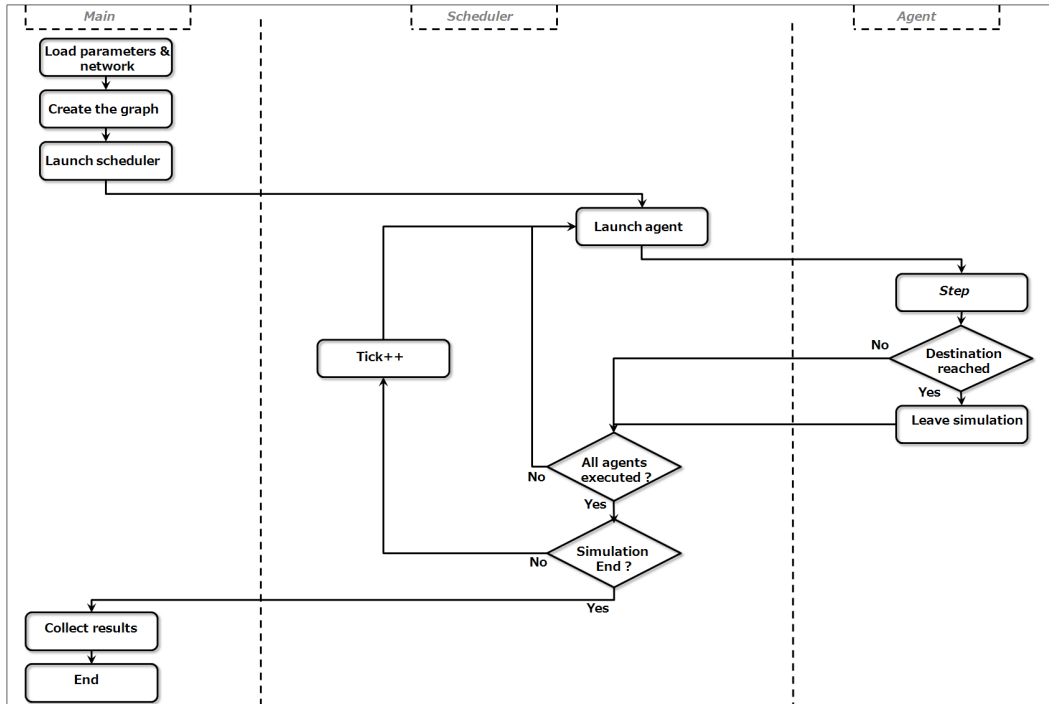 Main
Scheduler
Agent
Load parameters &
network
Create the graph
Launch scheduler
Launch agent
Step
Tick++
No
Destination
reached
Yes
Leave simulation
All agents
executed ?
No
Yes
Simulation
End ?
No
Yes
Collect results
End